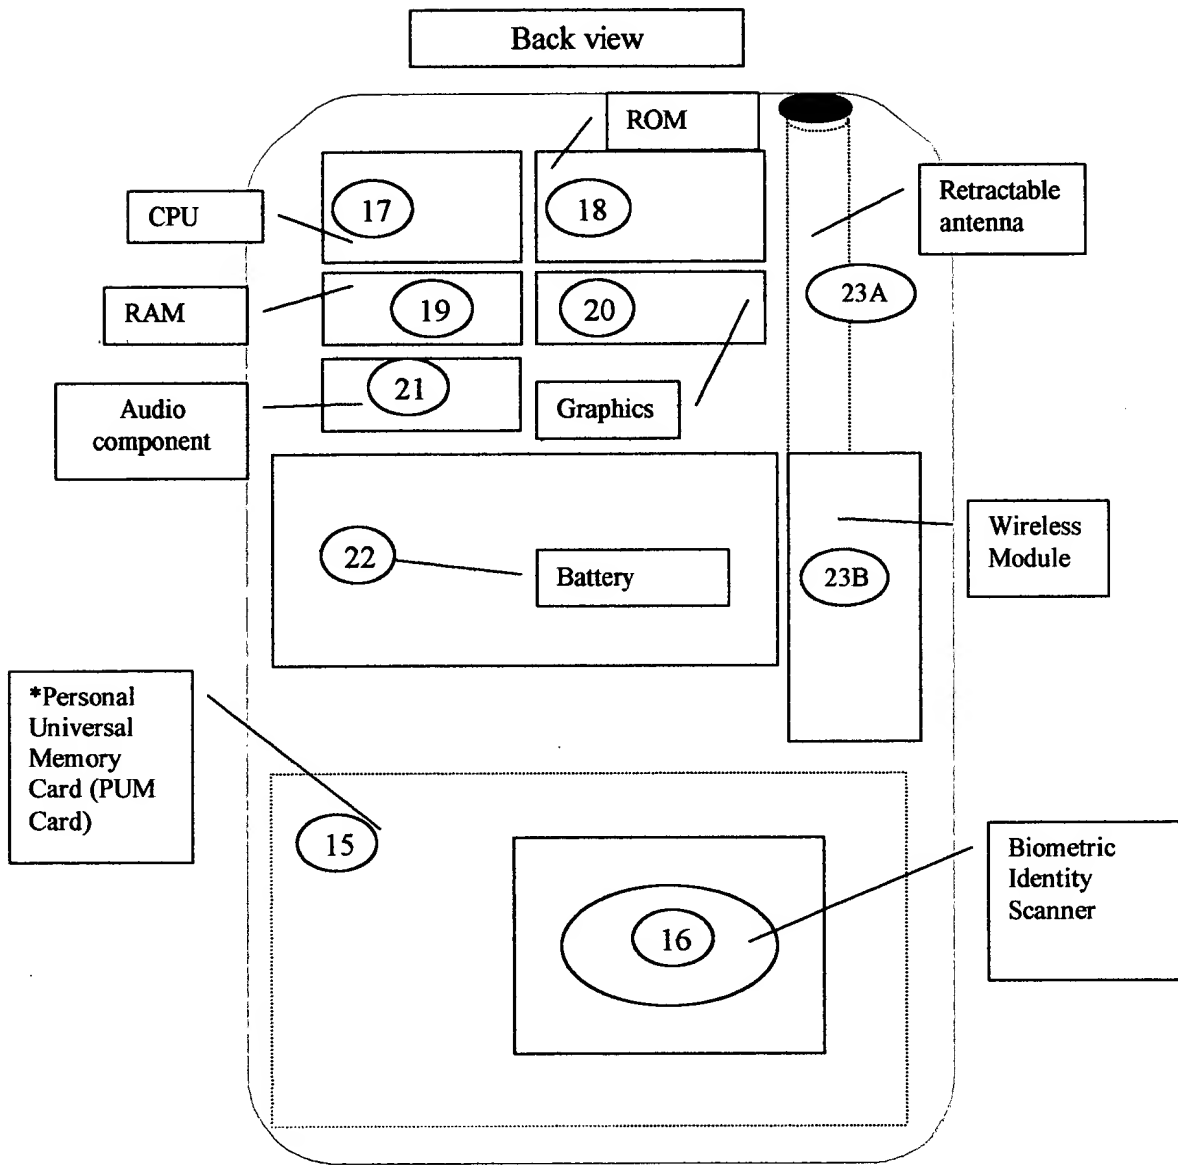 Back view
ROM
17
18
CPU
Retractable
antenna
RAM
19
20
23A
21
Audio
component
Graphics
22
Battery
23B
Wireless
Module
*Personal
Universal
Memory
Card (PUM
Card)
15
16
Biometric
Identity
Scanner